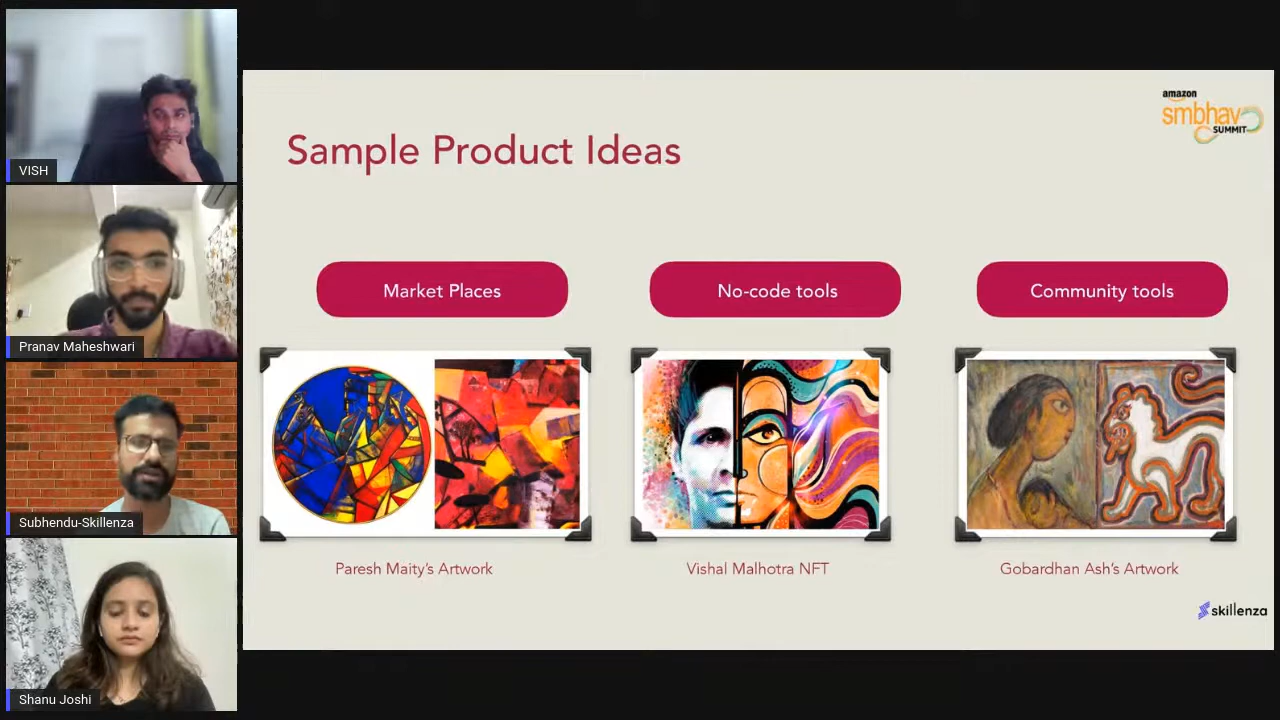 VISH
Pranav Maheshwari
Subhendu-Skillenza
Shanu Joshi
amazon
smbhav
SUMMIT
Sample Product Ideas
Market Places
No-code tools
Community tools
Paresh Maity's Artwork
Vishal Malhotra NFT
Gobardhan Ash's Artwork
skillenza